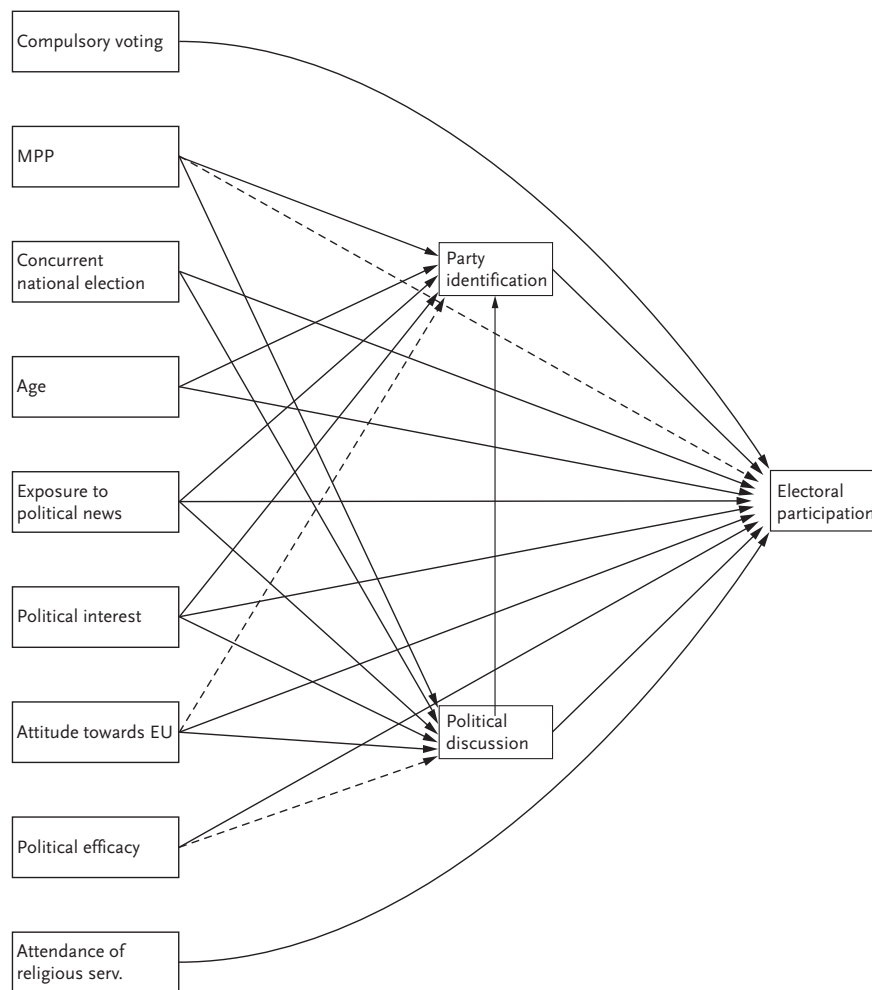 Compulsory voting
MPP
Concurrent
national election
Age
Exposure to
political news
Political interest
Attitude towards EU
Political efficacy
Attendance of
religious serv.
Party
identification
Political
discussion
Electoral
participation